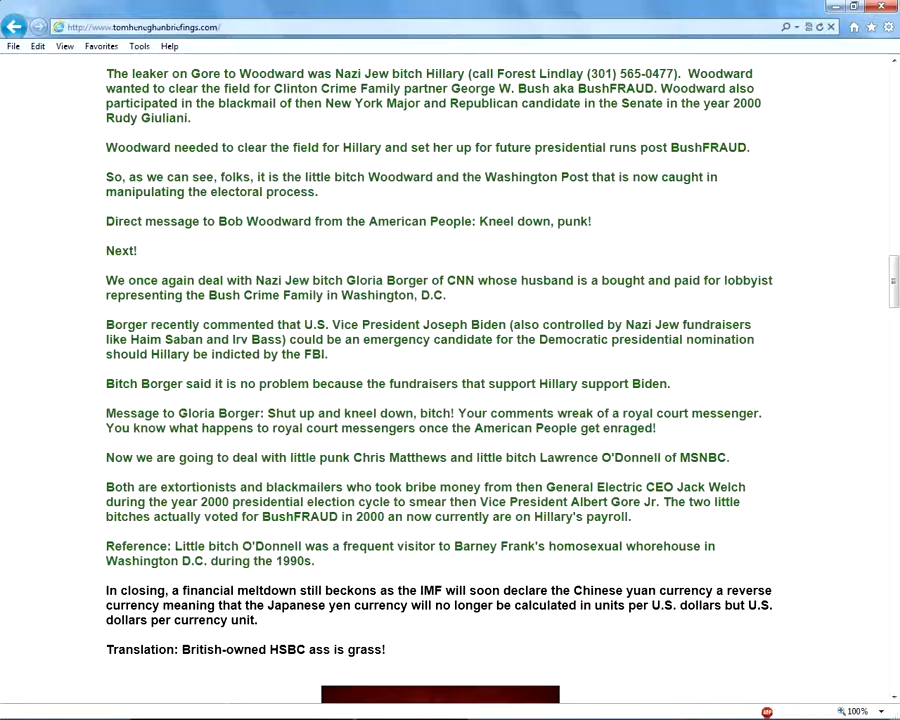 http://www.tomheneghanbriefings.com/
File Edit View Favorites Tools Help
The leaker on Gore to Woodward was Nazi Jew bitch Hillary (call Forest Lindlay (301) 565-0477).  Woodward
wanted to clear the field for Clinton Crime Family partner George W. Bush aka BushFRAUD. Woodward also
participated in the blackmail of then New York Major and Republican candidate in the Senate in the year 2000
Rudy Giuliani.
Woodward needed to clear the field for Hillary and set her up for future presidential runs post BushFRAUD.
So, as we can see, folks, it is the little bitch Woodward and the Washington Post that is now caught in
manipulating the electoral process.
Direct message to Bob Woodward from the American People: Kneel down, punk!
Next!
We once again deal with Nazi Jew bitch Gloria Borger of CNN whose husband is a bought and paid for lobbyist
representing the Bush Crime Family in Washington, D.C.
Borger recently commented that U.S. Vice President Joseph Biden (also controlled by Nazi Jew fundraisers
like Haim Saban and Irv Bass) could be an emergency candidate for the Democratic presidential nomination
should Hillary be indicted by the FBI.
Bitch Borger said it is no problem because the fundraisers that support Hillary support Biden.
Message to Gloria Borger: Shut up and kneel down, bitch! Your comments wreak of a royal court messenger.
You know what happens to royal court messengers once the American People get enraged!
Now we are going to deal with little punk Chris Matthews and little bitch Lawrence O'Donnell of MSNBC.
Both are extortionists and blackmailers who took bribe money from then General Electric CEO Jack Welch
during the year 2000 presidential election cycle to smear then Vice President Albert Gore Jr. The two little
bitches actually voted for BushFRAUD in 2000 an now currently are on Hillary's payroll.
Reference: Little bitch O'Donnell was a frequent visitor to Barney Frank's homosexual whorehouse in
Washington D.C. during the 1990s.
In closing, a financial meltdown still beckons as the IMF will soon declare the Chinese yuan currency a reverse
currency meaning that the Japanese yen currency will no longer be calculated in units per U.S. dollars but U.S.
dollars per currency unit.
Translation: British-owned HSBC ass is grass!
ABP
100%